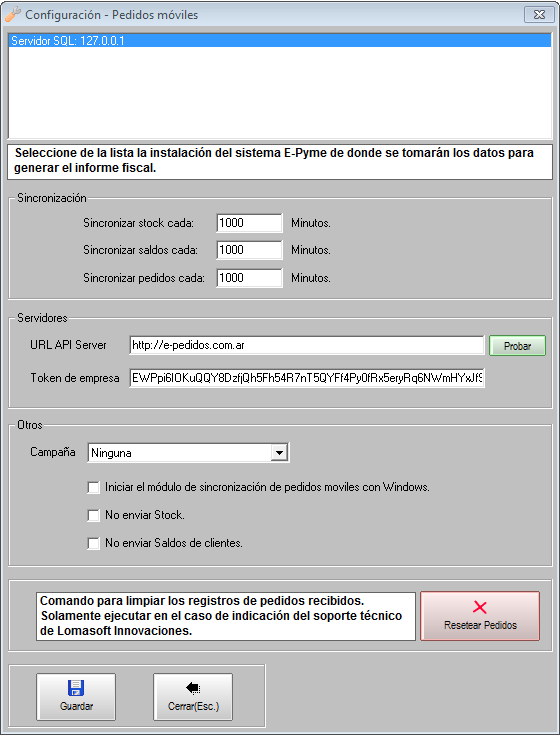 Configuración - Pedidos móviles
Servidor SQL: 127.0.0.1
Seleccione de la lista la instalación del sistema E-Pyme de donde se tomarán los datos para
generar el informe fiscal.
Sincronización
Sincronizar stock cada: 1000 Minutos.
Sincronizar saldos cada: 1000 Minutos.
Sincronizar pedidos cada: 1000 Minutos.
Servidores
URL API Server http://e-pedidos.com.ar Probar
Token de empresa
Otros
Campaña Ninguna
Iniciar el módulo de sincronización de pedidos moviles con Windows.
No enviar Stock.
No enviar Saldos de clientes.
Comando para limpiar los registros de pedidos recibidos.
Solamente ejecutar en el caso de indicación del soporte técnico
de Lomasoft Innovaciones.
Resetear Pedidos
Guardar Cerrar(Esc.)